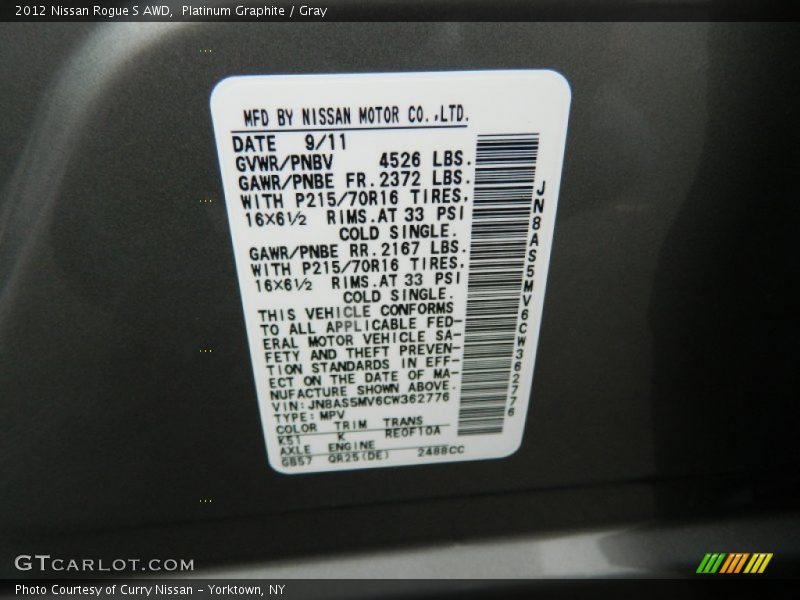 2012 Nissan Rogue S AWD, Platinum Graphite / Gray
MFD BY NISSAN MOTOR CO.,LTD.
DATE 9/11
GVWR/PNBV 4526 LBS.
GAWR/PNBE FR. 2372 LBS.
WITH P215/70R16 TIRES,
16X6½ RIMS.AT 33 PSI
COLD SINGLE.
GAWR/PNBE RR. 2167 LBS.
WITH P215/70R16 TIRES.
16X6½ RIMS.AT 33 PSI
COLD SINGLE.
THIS VEHICLE CONFORMS
TO ALL APPLICABLE FED-
ERAL MOTOR VEHICLE SA-
FETY AND THEFT PREVEN-
TION STANDARDS IN EFF-
ECT ON THE DATE OF MA-
NUFACTURE SHOWN ABOVE.
VIN:JN8AS5MV6CW362776
TYPE:MPV
COLOR TRIM TRANS
K51 K RE0F10A
AXLE ENGINE
GB57 QR25(DE) 2488CC
JN8AS5MV6CW362776
GTCARLOT.COM
Photo Courtesy of Curry Nissan - Yorktown, NY